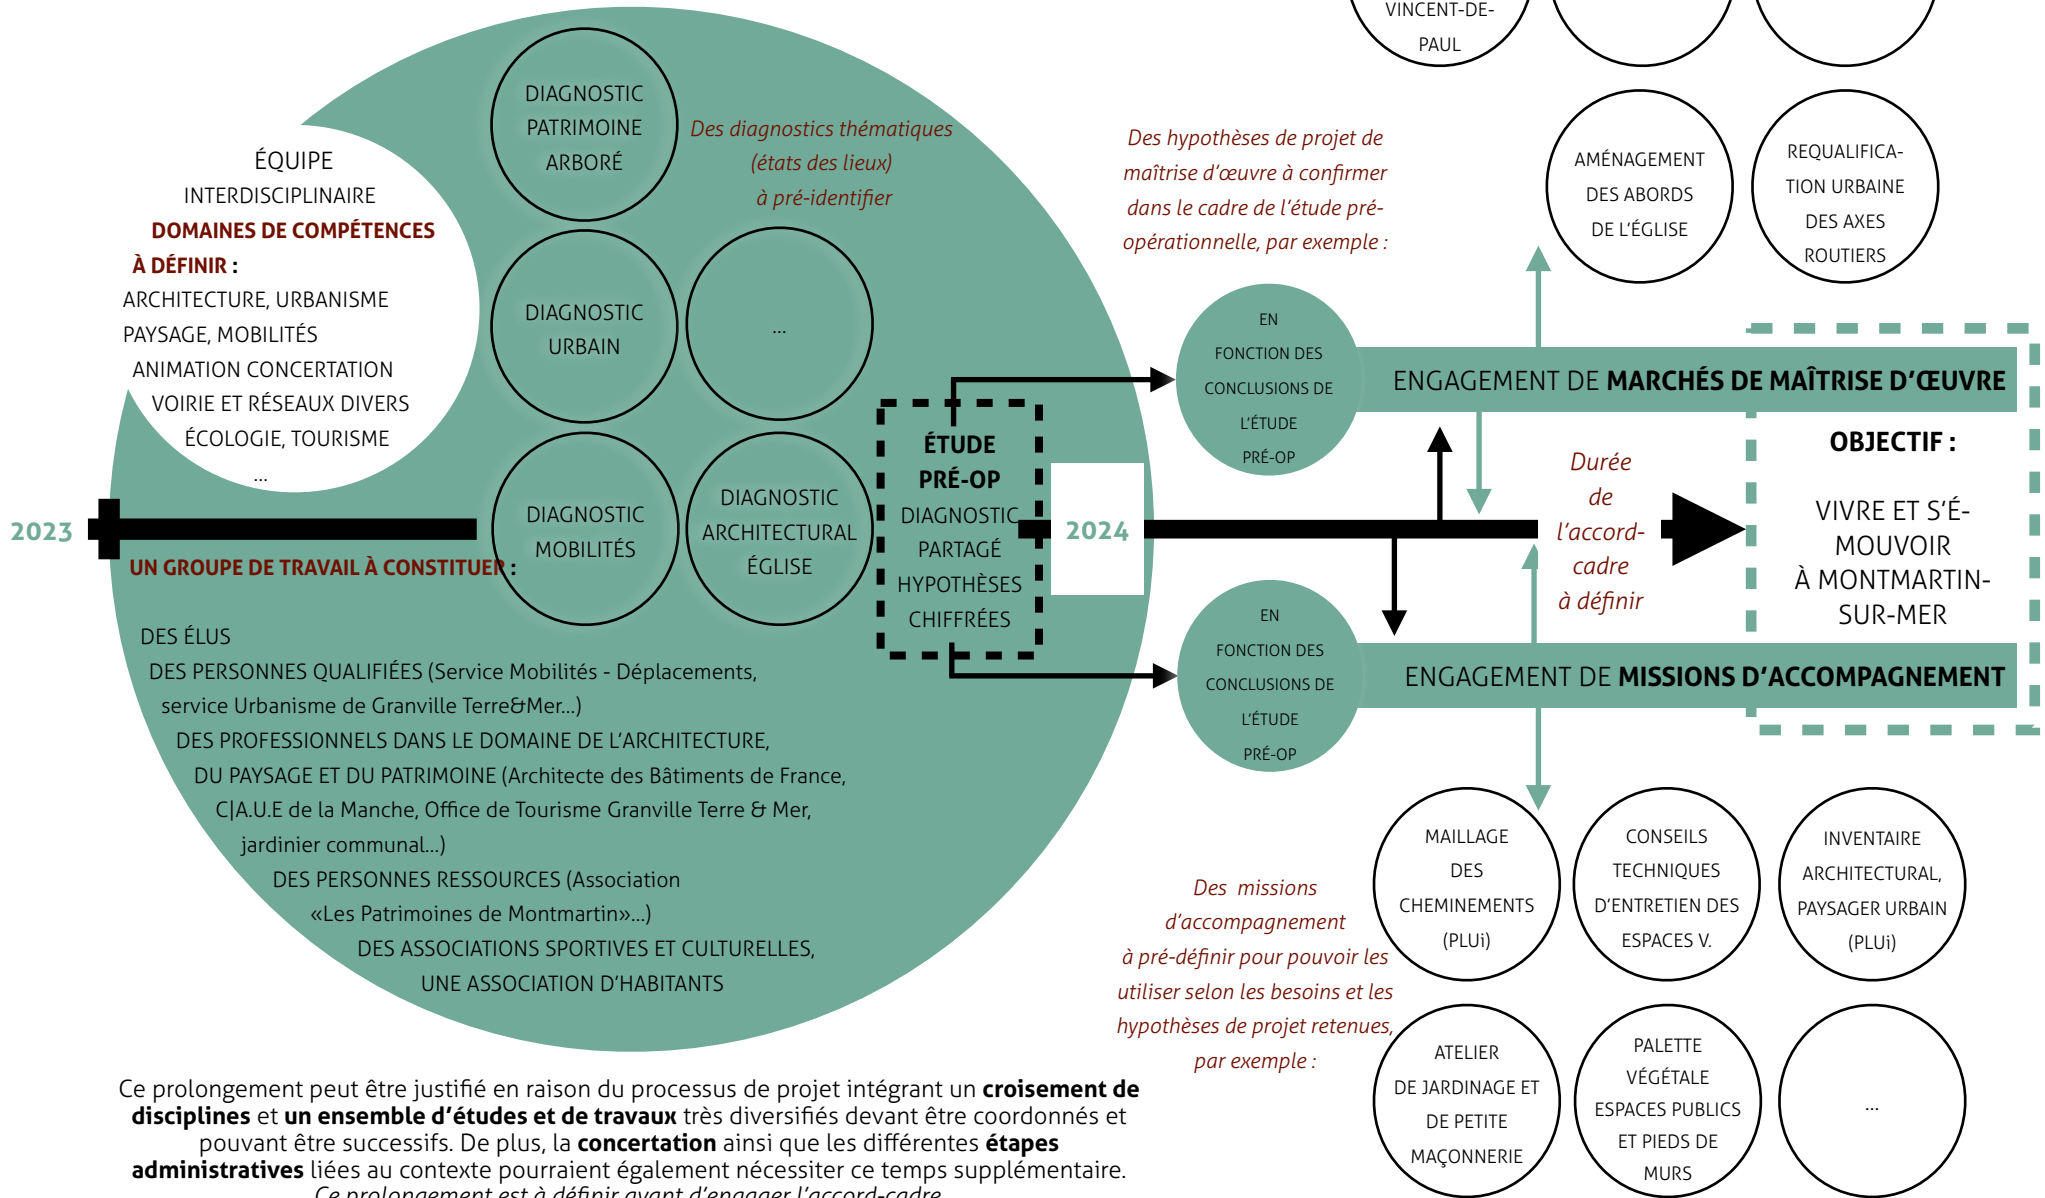 VINCENT-DE-
PAUL
DIAGNOSTIC
PATRIMOINE
ARBORÉ
Des diagnostics thématiques
(états des lieux)
à pré-identifier
ÉQUIPE
INTERDISCIPLINAIRE
DOMAINES DE COMPÉTENCES
À DÉFINIR :
ARCHITECTURE, URBANISME
PAYSAGE, MOBILITÉS
ANIMATION CONCERTATION
VOIRIE ET RÉSEAUX DIVERS
ÉCOLOGIE, TOURISME
...
DIAGNOSTIC
URBAIN
...
DIAGNOSTIC
MOBILITÉS
DIAGNOSTIC
ARCHITECTURAL
ÉGLISE
2023
UN GROUPE DE TRAVAIL À CONSTITUER :
DES ÉLUS
DES PERSONNES QUALIFIÉES (Service Mobilités - Déplacements,
service Urbanisme de Granville Terre&Mer...)
DES PROFESSIONNELS DANS LE DOMAINE DE L'ARCHITECTURE,
DU PAYSAGE ET DU PATRIMOINE (Architecte des Bâtiments de France,
C|A.U.E de la Manche, Office de Tourisme Granville Terre & Mer,
jardinier communal...)
DES PERSONNES RESSOURCES (Association
«Les Patrimoines de Montmartin»...)
DES ASSOCIATIONS SPORTIVES ET CULTURELLES,
UNE ASSOCIATION D'HABITANTS
ÉTUDE
PRÉ-OP
DIAGNOSTIC
PARTAGÉ
HYPOTHÈSES
CHIFFRÉES
2024
Des hypothèses de projet de
maîtrise d'œuvre à confirmer
dans le cadre de l'étude pré-
opérationnelle, par exemple :
AMÉNAGEMENT
DES ABORDS
DE L'ÉGLISE
REQUALIFICA-
TION URBAINE
DES AXES
ROUTIERS
EN
FONCTION DES
CONCLUSIONS DE
L'ÉTUDE
PRÉ-OP
ENGAGEMENT DE MARCHÉS DE MAÎTRISE D'ŒUVRE
Durée
de
l'accord-
cadre
à définir
OBJECTIF :
VIVRE ET S'É-
MOUVOIR
À MONTMARTIN-
SUR-MER
EN
FONCTION DES
CONCLUSIONS DE
L'ÉTUDE
PRÉ-OP
ENGAGEMENT DE MISSIONS D'ACCOMPAGNEMENT
Des missions
d'accompagnement
à pré-définir pour pouvoir les
utiliser selon les besoins et les
hypothèses de projet retenues,
par exemple :
MAILLAGE
DES
CHEMINEMENTS
(PLUi)
CONSEILS
TECHNIQUES
D'ENTRETIEN DES
ESPACES V.
INVENTAIRE
ARCHITECTURAL,
PAYSAGER URBAIN
(PLUi)
ATELIER
DE JARDINAGE ET
DE PETITE
MAÇONNERIE
PALETTE
VÉGÉTALE
ESPACES PUBLICS
ET PIEDS DE
MURS
...
Ce prolongement peut être justifié en raison du processus de projet intégrant un croisement de
disciplines et un ensemble d'études et de travaux très diversifiés devant être coordonnés et
pouvant être successifs. De plus, la concertation ainsi que les différentes étapes
administratives liées au contexte pourraient également nécessiter ce temps supplémentaire.
Ce prolongement est à définir avant d'engager l'accord-cadre